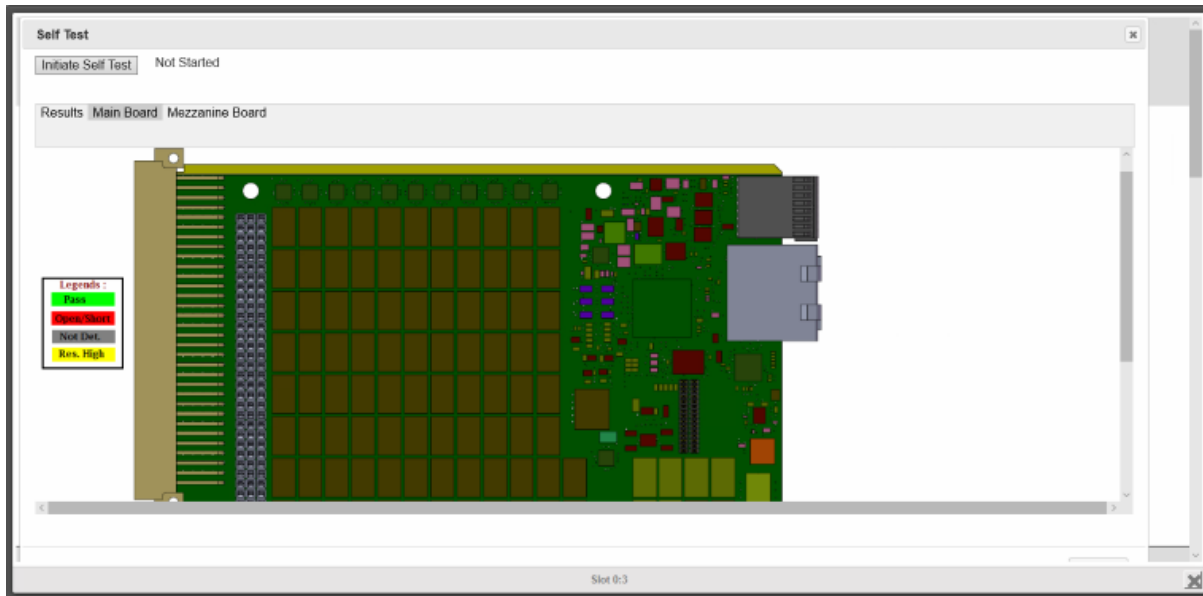 Self Test
Initiate Self Test Not Started
Results Main Board Mezzanine Board
Legends :
Pass
Open/Short
Not Det.
Res. High
Slot 0:3